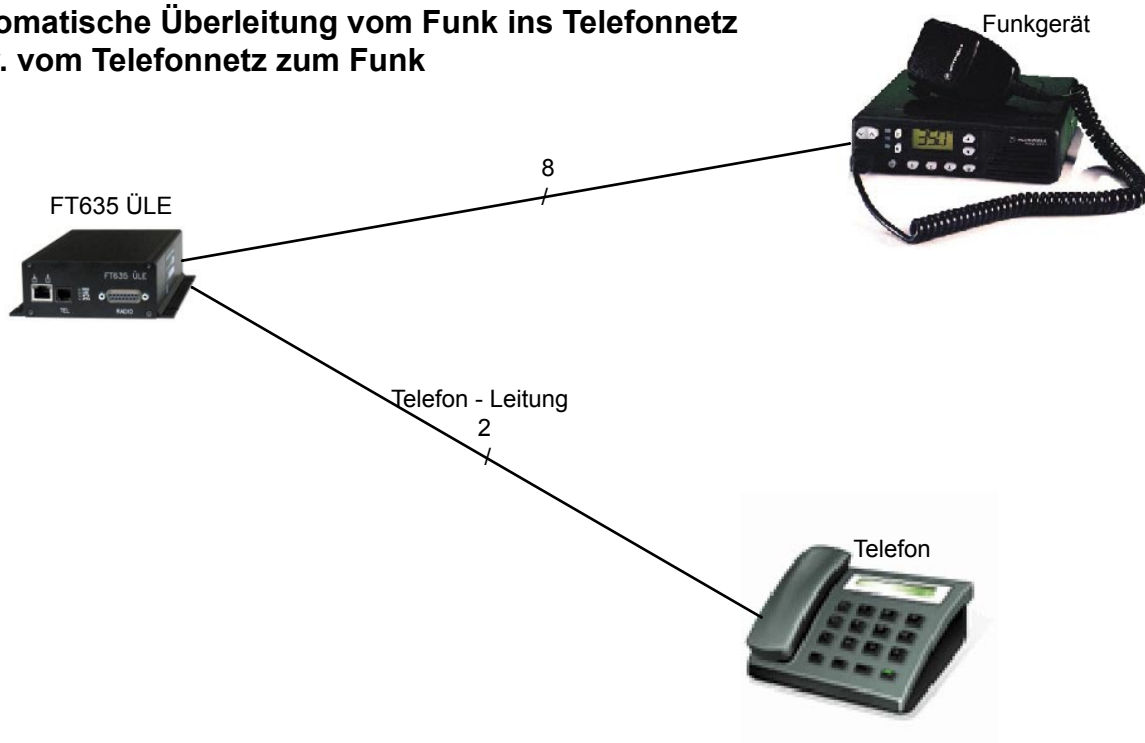 omatische Überleitung vom Funk ins Telefonnetz
. vom Telefonnetz zum Funk
Funkgerät
8
FT635 ÜLE
FT635 ÜLE
TEL
RADIO
350
Telefon - Leitung
2
Telefon